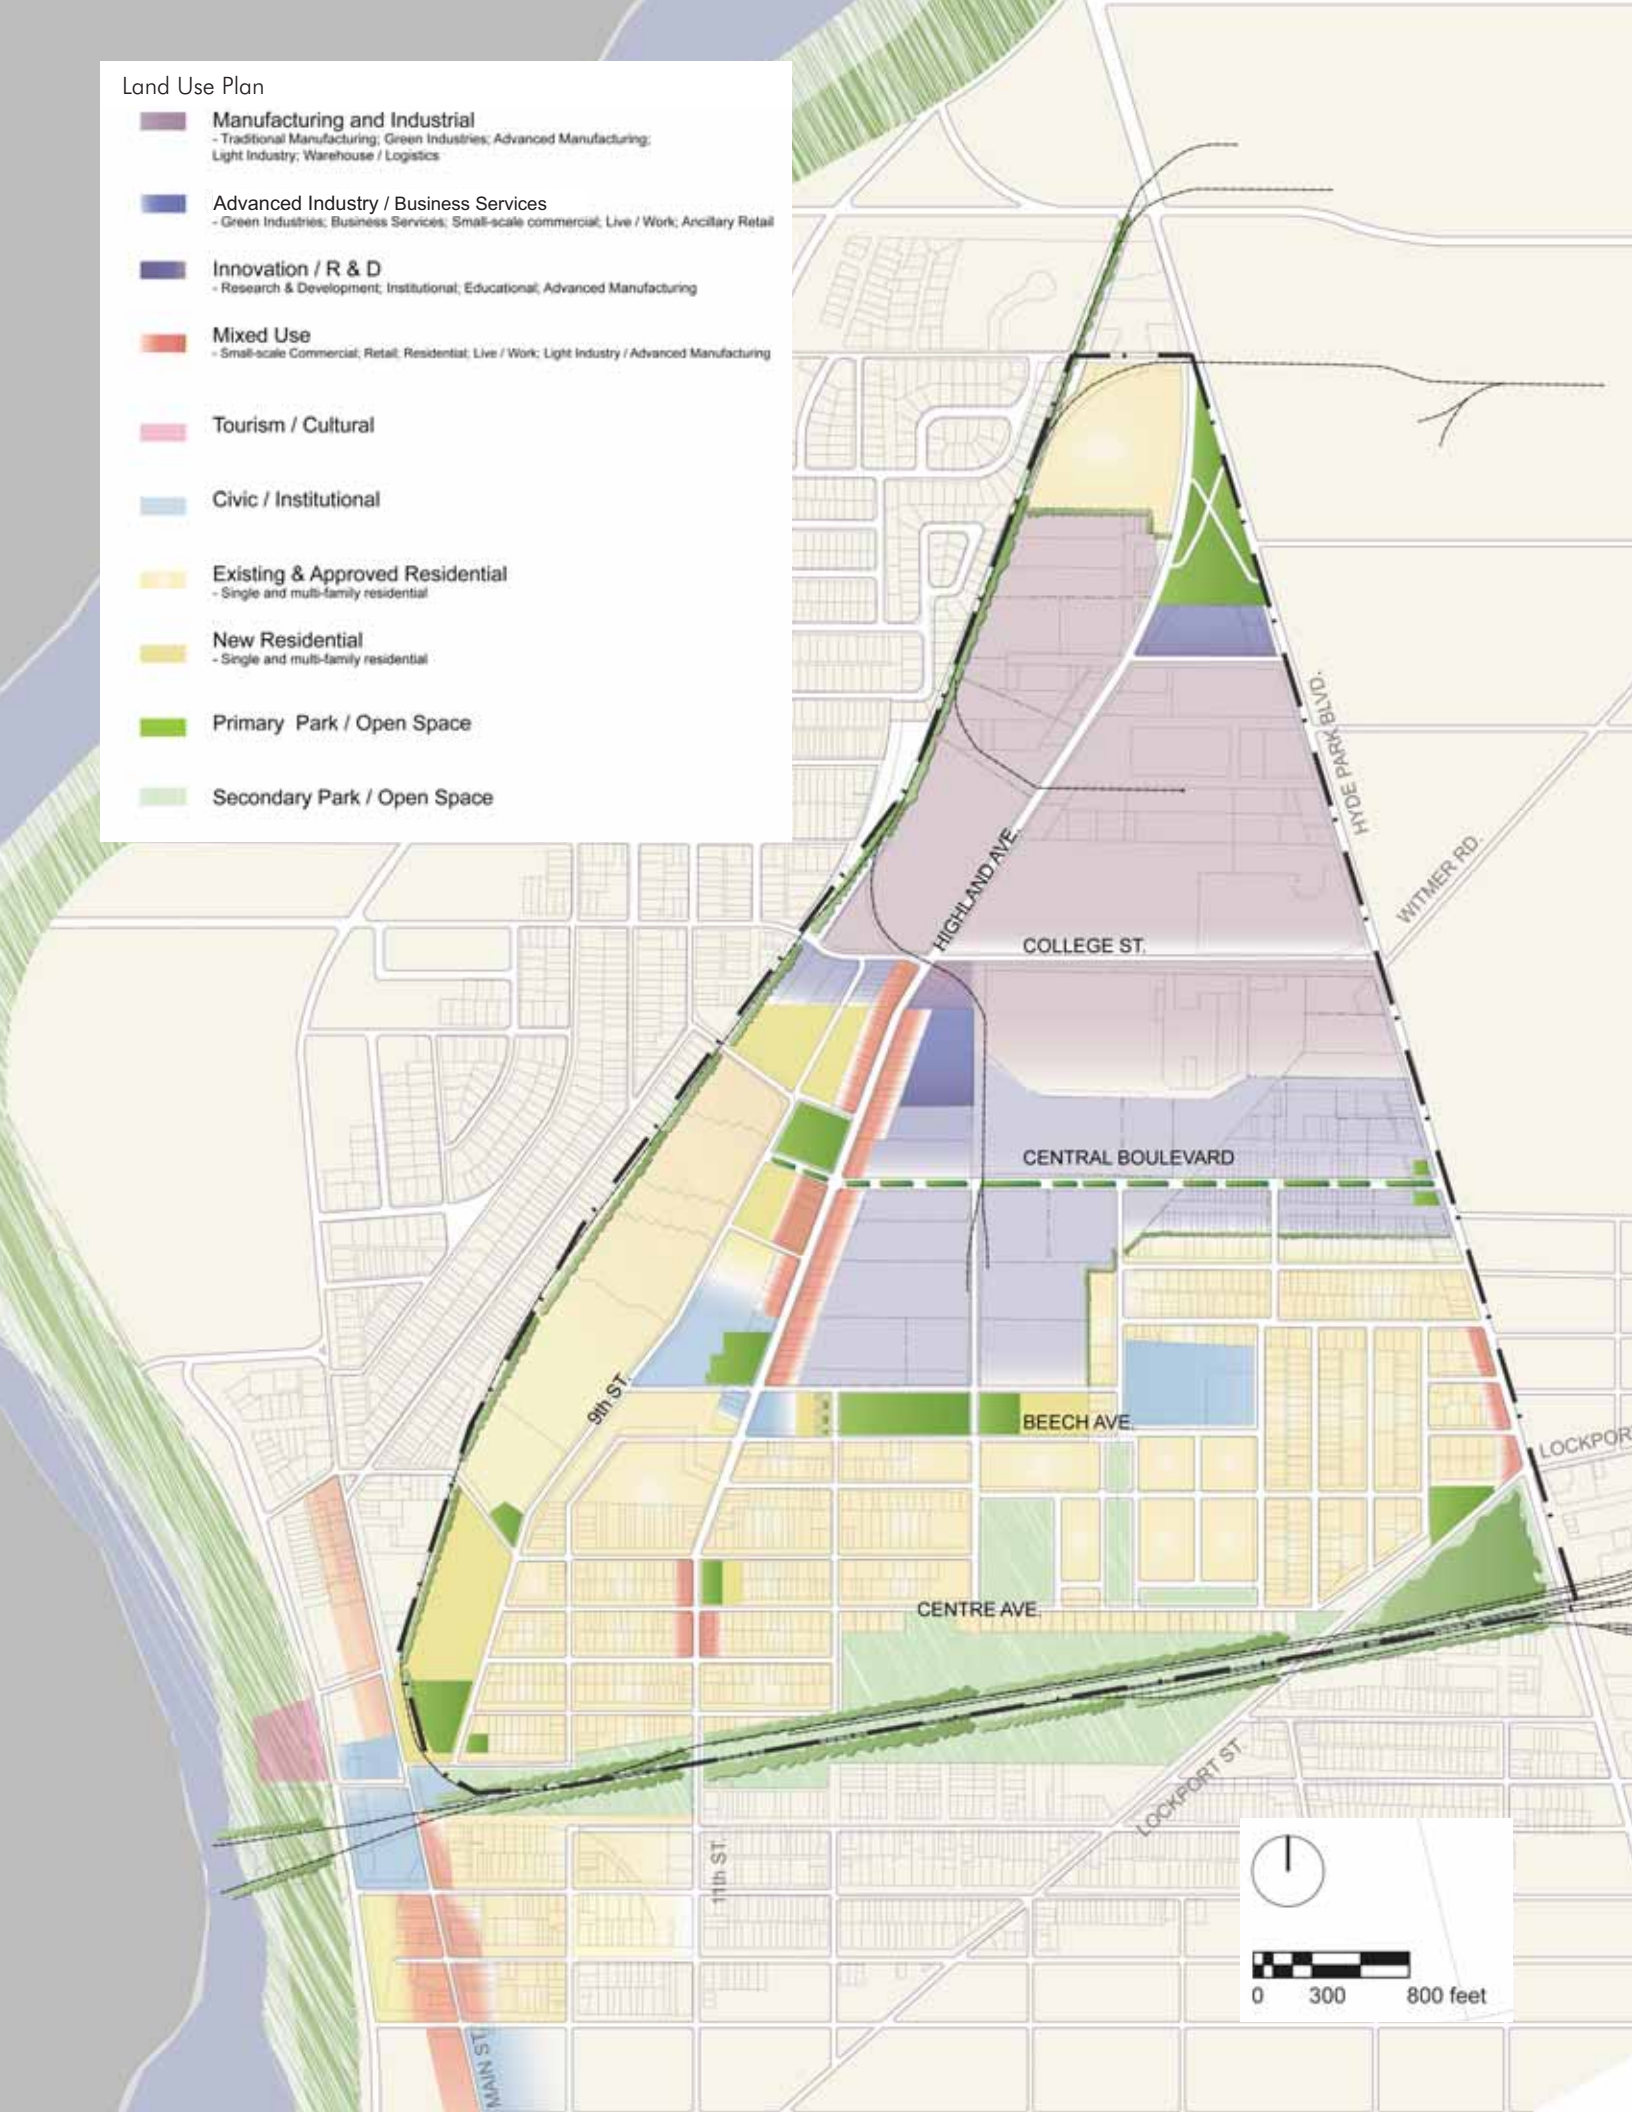 Land Use Plan
Manufacturing and Industrial
- Traditional Manufacturing; Green Industries; Advanced Manufacturing;
Light Industry; Warehouse / Logistics
Advanced Industry / Business Services
- Green Industries; Business Services; Small-scale commercial; Live / Work; Ancillary Retail
Innovation / R & D
- Research & Development; Institutional; Educational; Advanced Manufacturing
Mixed Use
- Small-scale Commercial; Retail; Residential; Live / Work; Light Industry / Advanced Manufacturing
Tourism / Cultural
Civic / Institutional
Existing & Approved Residential
- Single and multi-family residential
New Residential
- Single and multi-family residential
Primary Park / Open Space
Secondary Park / Open Space
HYDE PARK BLVD.
WITMER RD.
HIGHLAND AVE.
COLLEGE ST.
CENTRAL BOULEVARD
9th ST.
BEECH AVE.
LOCKPOR
CENTRE AVE.
LOCKPORT ST.
11th ST.
MAIN ST.
0 300 800 feet